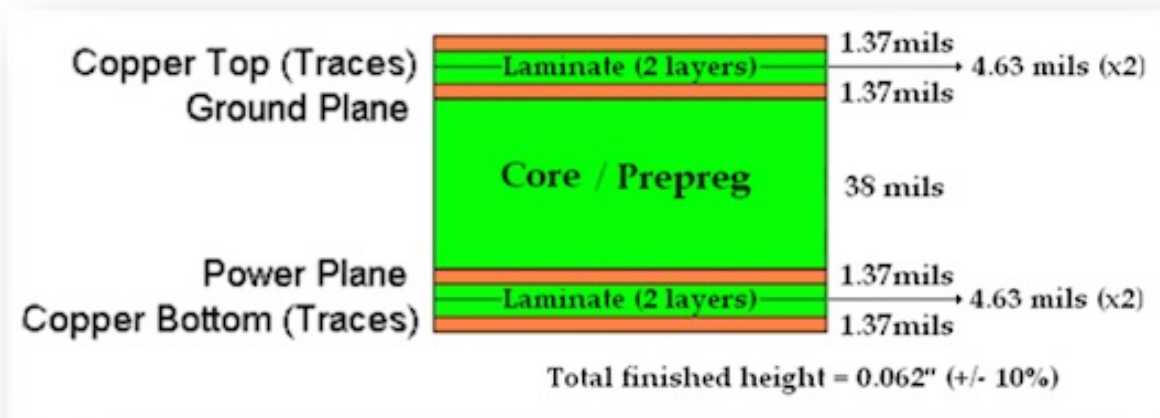 1.37mils
Copper Top (Traces)
Laminate (2 layers)
4.63 mils (x2)
Ground Plane
1.37mils
Core / Prepreg
38 mils
Power Plane
1.37mils
Laminate (2 layers)
4.63 mils (x2)
Copper Bottom (Traces)
1.37mils
Total finished height = 0.062" (+/- 10%)